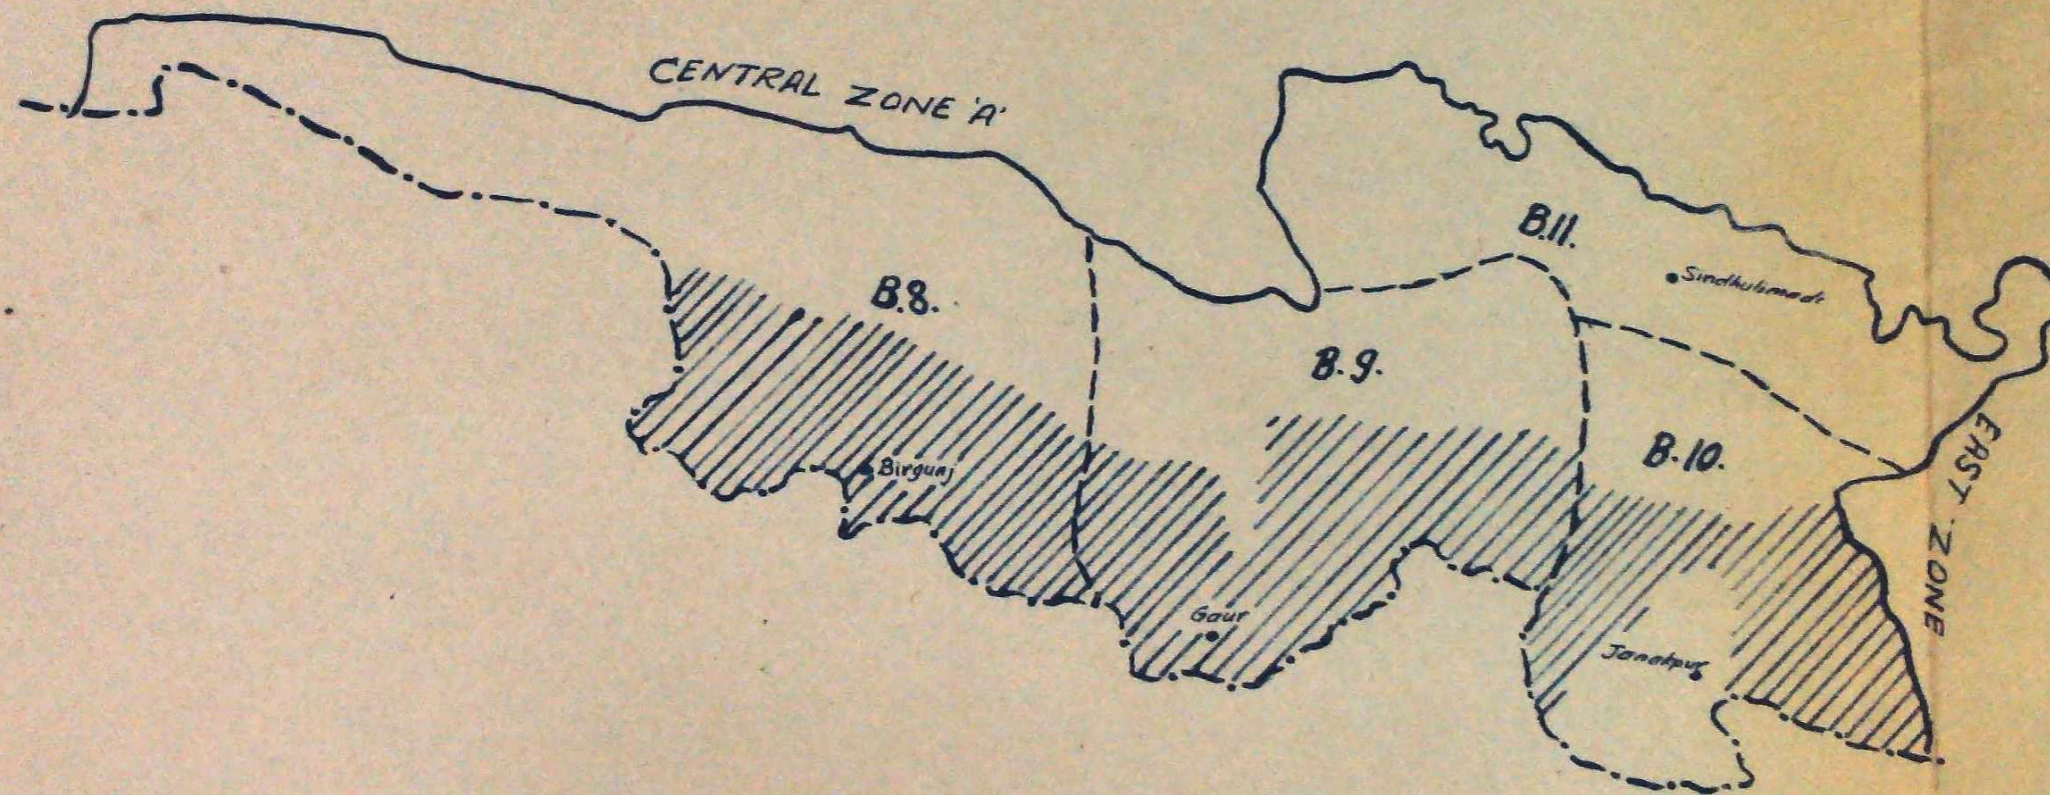 CENTRAL ZONE 'A'
B.11.
Sindhulimadi
B.8.
B.9.
B.10.
Birgunj
Gaur
Janakpur
EAST ZONE